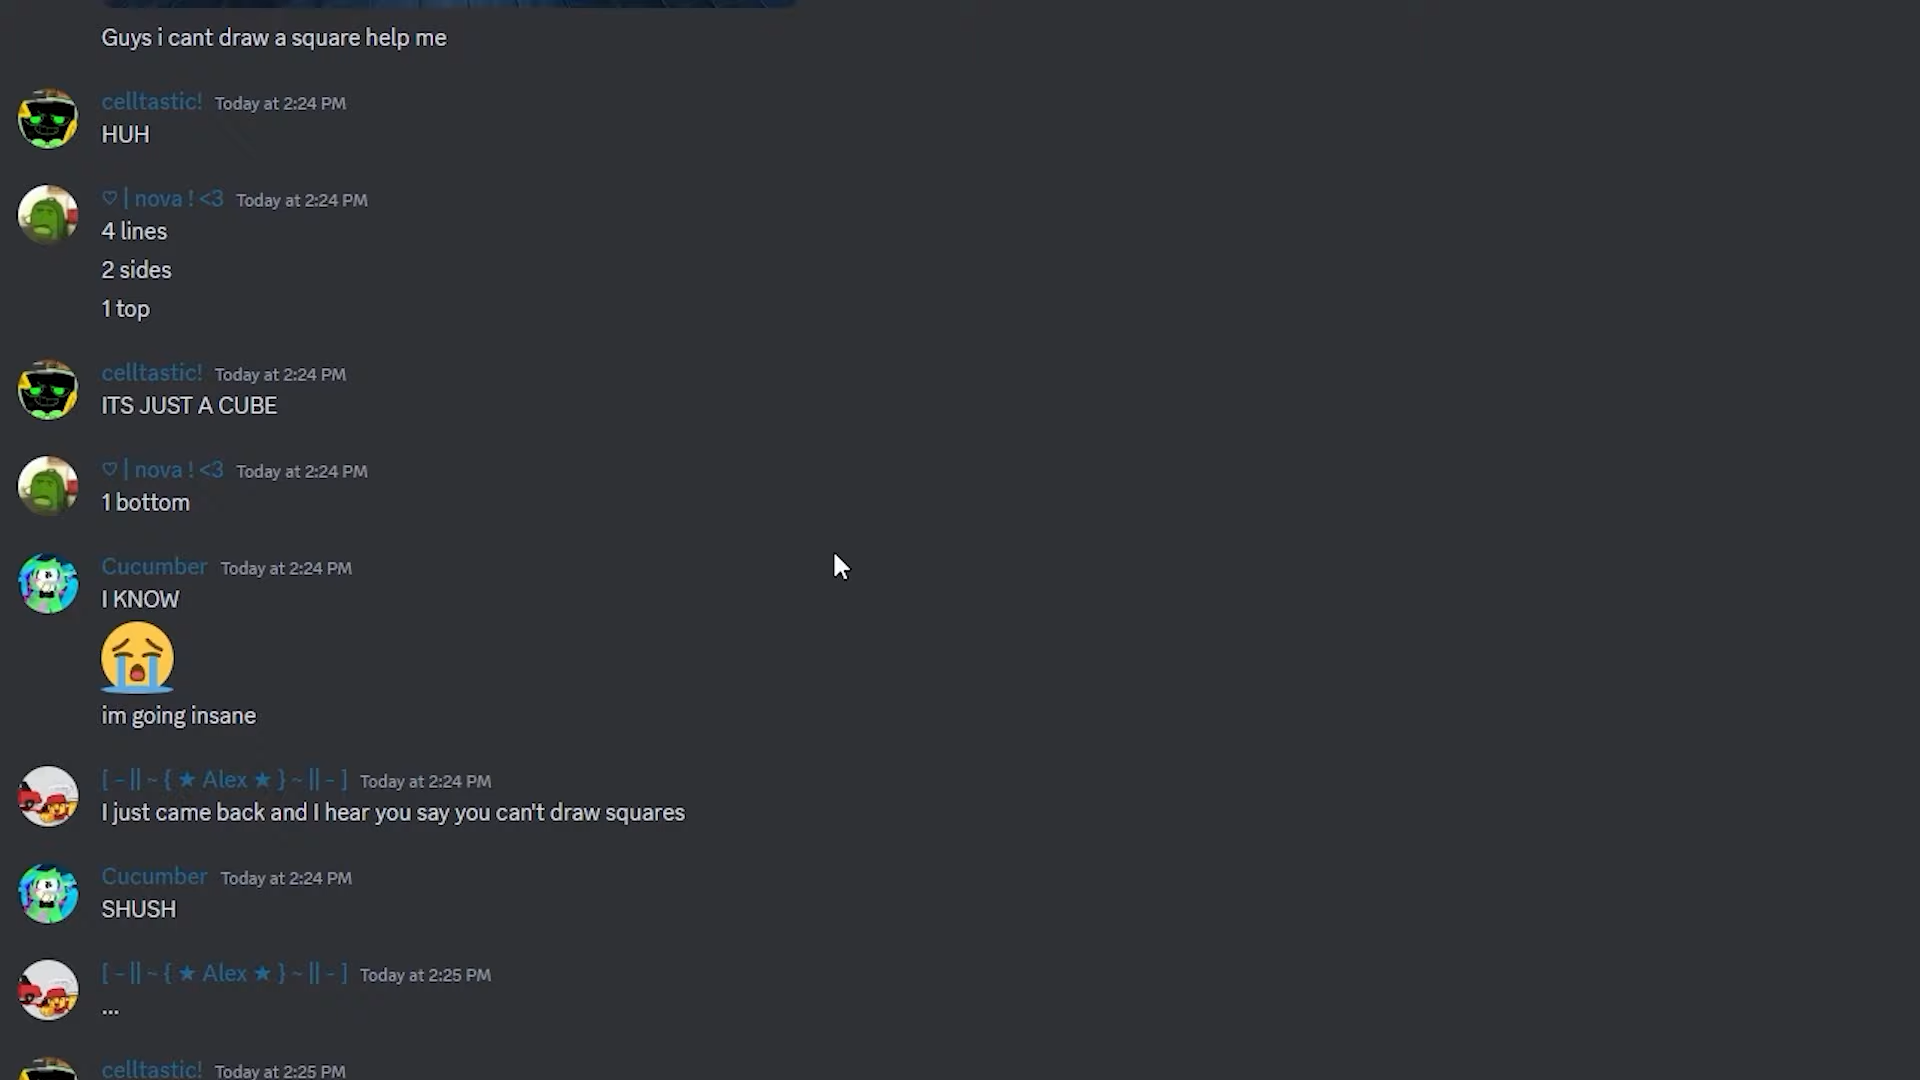 Guys i cant draw a square help me
celltastic! Today at 2:24 PM
HUH
♡ | nova ! <3 Today at 2:24 PM
4 lines
2 sides
1 top
celltastic! Today at 2:24 PM
ITS JUST A CUBE
♡ | nova ! <3 Today at 2:24 PM
1 bottom
Cucumber Today at 2:24 PM
I KNOW
im going insane
[ - || ~ { ★ Alex ★ } ~ || - ] Today at 2:24 PM
I just came back and I hear you say you can't draw squares
Cucumber Today at 2:24 PM
SHUSH
[ - || ~ { ★ Alex ★ } ~ || - ] Today at 2:25 PM
...
celltastic! Today at 2:25 PM